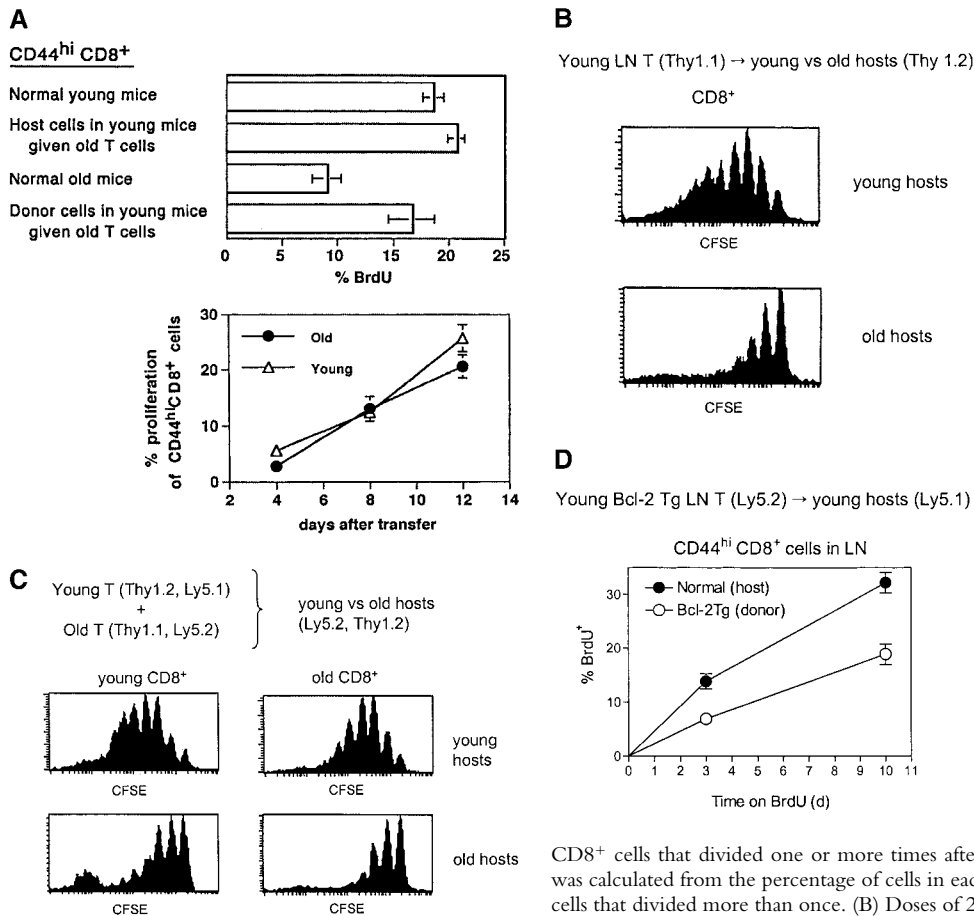 A
CD44hi CD8+
Normal young mice
Host cells in young mice
given old T cells
Normal old mice
Donor cells in young mice
given old T cells
0 5 10 15 20 25
% BrdU
30
20
10
0
Old
Young
% proliferation
of CD44hiCD8+ cells
2 4 6 8 10 12 14
days after transfer
B
Young LN T (Thy1.1) → young vs old hosts (Thy 1.2)
CD8+
young hosts
CFSE
old hosts
CFSE
C
Young T (Thy1.2, Ly5.1)
+
Old T (Thy1.1, Ly5.2)
young vs old hosts
(Ly5.2, Thy1.2)
young CD8+
old CD8+
young
hosts
CFSE
CFSE
old hosts
CFSE
CFSE
D
Young Bcl-2 Tg LN T (Ly5.2) → young hosts (Ly5.1)
CD44hi CD8+ cells in LN
Normal (host)
Bcl-2Tg (donor)
% BrdU+
30
20
10
0
0 1 2 3 4 5 6 7 8 9 10 11
Time on BrdU (d)
CD8+ cells that divided one or more times afte
was calculated from the percentage of cells in eac
cells that divided more than once. (B) Doses of 2